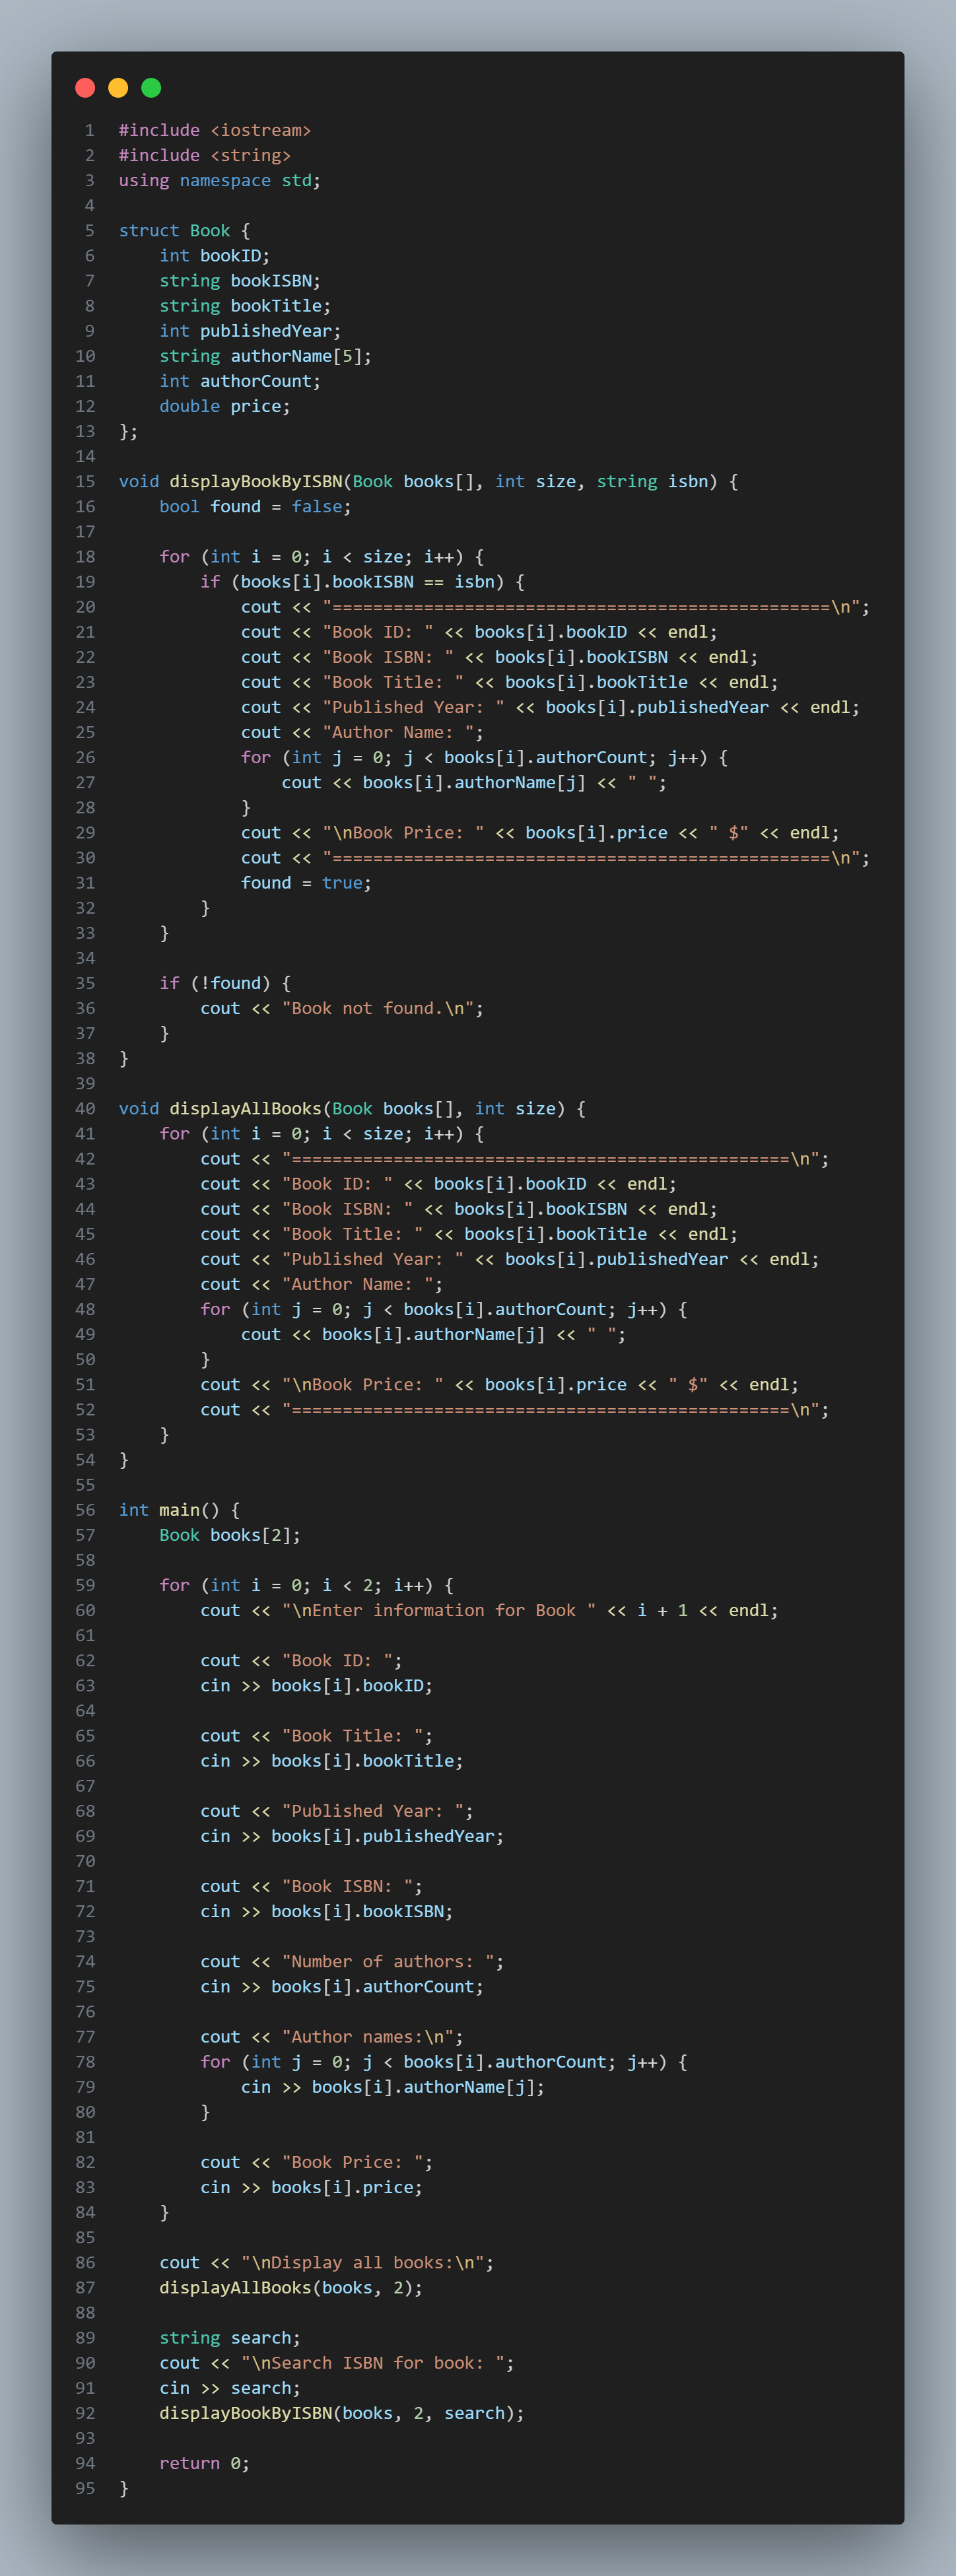 1 #include <iostream>
2 #include <string>
3 using namespace std;
4
5 struct Book {
6     int bookID;
7     string bookISBN;
8     string bookTitle;
9     int publishedYear;
10     string authorName[5];
11     int authorCount;
12     double price;
13 };
14
15 void displayBookByISBN(Book books[], int size, string isbn) {
16     bool found = false;
17
18     for (int i = 0; i < size; i++) {
19         if (books[i].bookISBN == isbn) {
20             cout << "=================================================\n";
21             cout << "Book ID: " << books[i].bookID << endl;
22             cout << "Book ISBN: " << books[i].bookISBN << endl;
23             cout << "Book Title: " << books[i].bookTitle << endl;
24             cout << "Published Year: " << books[i].publishedYear << endl;
25             cout << "Author Name: ";
26             for (int j = 0; j < books[i].authorCount; j++) {
27                 cout << books[i].authorName[j] << " ";
28             }
29             cout << "\nBook Price: " << books[i].price << " $" << endl;
30             cout << "=================================================\n";
31             found = true;
32         }
33     }
34
35     if (!found) {
36         cout << "Book not found.\n";
37     }
38 }
39
40 void displayAllBooks(Book books[], int size) {
41     for (int i = 0; i < size; i++) {
42         cout << "=================================================\n";
43         cout << "Book ID: " << books[i].bookID << endl;
44         cout << "Book ISBN: " << books[i].bookISBN << endl;
45         cout << "Book Title: " << books[i].bookTitle << endl;
46         cout << "Published Year: " << books[i].publishedYear << endl;
47         cout << "Author Name: ";
48         for (int j = 0; j < books[i].authorCount; j++) {
49             cout << books[i].authorName[j] << " ";
50         }
51         cout << "\nBook Price: " << books[i].price << " $" << endl;
52         cout << "=================================================\n";
53     }
54 }
55
56 int main() {
57     Book books[2];
58
59     for (int i = 0; i < 2; i++) {
60         cout << "\nEnter information for Book " << i + 1 << endl;
61
62         cout << "Book ID: ";
63         cin >> books[i].bookID;
64
65         cout << "Book Title: ";
66         cin >> books[i].bookTitle;
67
68         cout << "Published Year: ";
69         cin >> books[i].publishedYear;
70
71         cout << "Book ISBN: ";
72         cin >> books[i].bookISBN;
73
74         cout << "Number of authors: ";
75         cin >> books[i].authorCount;
76
77         cout << "Author names:\n";
78         for (int j = 0; j < books[i].authorCount; j++) {
79             cin >> books[i].authorName[j];
80         }
81
82         cout << "Book Price: ";
83         cin >> books[i].price;
84     }
85
86     cout << "\nDisplay all books:\n";
87     displayAllBooks(books, 2);
88
89     string search;
90     cout << "\nSearch ISBN for book: ";
91     cin >> search;
92     displayBookByISBN(books, 2, search);
93
94     return 0;
95 }